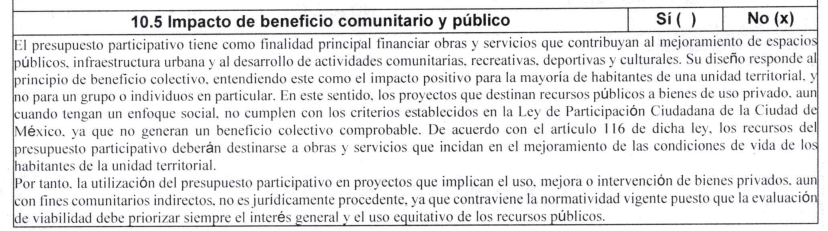 10.5 Impacto de beneficio comunitario y público Sí ( ) No (x)
El presupuesto participativo tiene como finalidad principal financiar obras y servicios que contribuyan al mejoramiento de espacios
públicos, infraestructura urbana y al desarrollo de actividades comunitarias, recreativas, deportivas y culturales. Su diseño responde al
principio de beneficio colectivo, entendiendo este como el impacto positivo para la mayoría de habitantes de una unidad territorial, y
no para un grupo o individuos en particular. En este sentido, los proyectos que destinan recursos públicos a bienes de uso privado, aun
cuando tengan un enfoque social, no cumplen con los criterios establecidos en la Ley de Participación Ciudadana de la Ciudad de
México, ya que no generan un beneficio colectivo comprobable. De acuerdo con el artículo 116 de dicha ley, los recursos del
presupuesto participativo deberán destinarse a obras y servicios que incidan en el mejoramiento de las condiciones de vida de los
habitantes de la unidad territorial.
Por tanto, la utilización del presupuesto participativo en proyectos que implican el uso, mejora o intervención de bienes privados, aun
con fines comunitarios indirectos, no es jurídicamente procedente, ya que contraviene la normatividad vigente puesto que la evaluación
de viabilidad debe priorizar siempre el interés general y el uso equitativo de los recursos públicos.